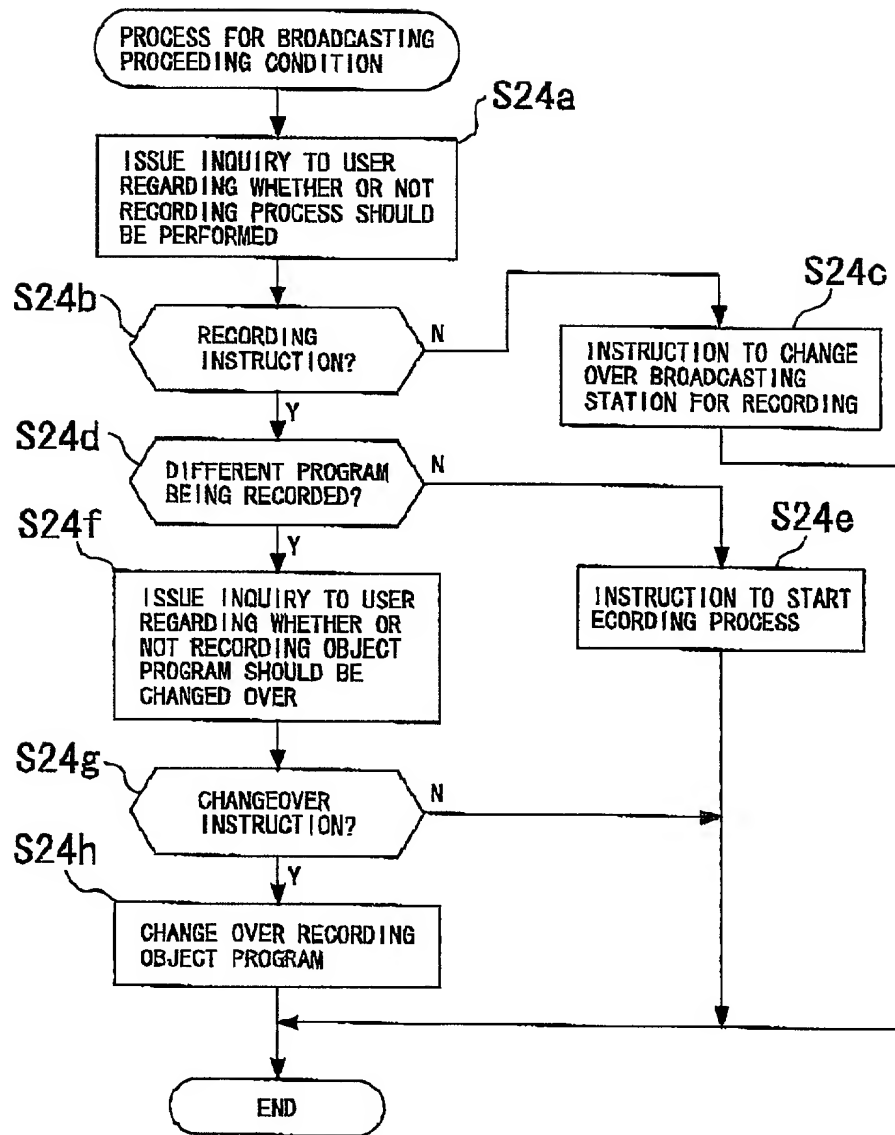 PROCESS FOR BROADCASTING
PROCEEDING CONDITION
S24a
ISSUE INQUIRY TO USER
REGARDING WHETHER OR NOT
RECORDING PROCESS SHOULD
BE PERFORMED
S24b
RECORDING
INSTRUCTION?
N
Y
S24c
INSTRUCTION TO CHANGE
OVER BROADCASTING
STATION FOR RECORDING
S24d
DIFFERENT PROGRAM
BEING RECORDED?
N
Y
S24e
INSTRUCTION TO START
ECORDING PROCESS
S24f
ISSUE INQUIRY TO USER
REGARDING WHETHER OR
NOT RECORDING OBJECT
PROGRAM SHOULD BE
CHANGED OVER
S24g
CHANGEOVER
INSTRUCTION?
N
Y
S24h
CHANGE OVER RECORDING
OBJECT PROGRAM
END